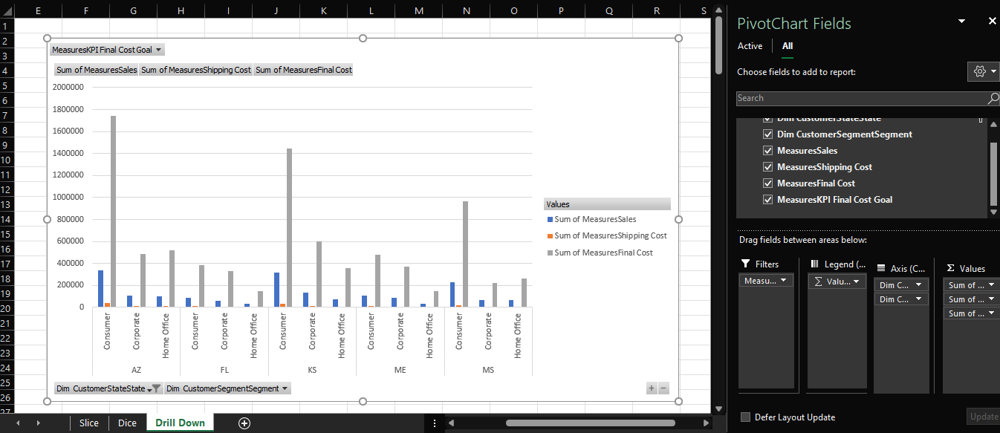 E F G H I J K L M N O P Q R S
1
2
3
4
5
6
7
8
9
10
11
12
13
14
15
16
17
18
19
20
21
22
23
24
25
26
27
MeasuresKPI Final Cost Goal
Sum of MeasuresSales Sum of MeasuresShipping Cost Sum of MeasuresFinal Cost
2000000
1800000
1600000
1400000
1200000
1000000
800000
600000
400000
200000
0
Consumer Corporate Home Office Consumer Corporate Home Office Consumer Corporate Home Office Consumer Corporate Home Office Consumer Corporate Home Office
AZ FL KS ME MS
Values
Sum of MeasuresSales
Sum of MeasuresShipping Cost
Sum of MeasuresFinal Cost
Dim CustomerStateState Dim CustomerSegmentSegment
+ −
Slice Dice Drill Down
PivotChart Fields
Active All
Choose fields to add to report:
Search
Dim CustomerStateState
Dim CustomerSegmentSegment
MeasuresSales
MeasuresShipping Cost
MeasuresFinal Cost
MeasuresKPI Final Cost Goal
Drag fields between areas below:
Filters Legend (... Axis (C... Σ Values
Measu... Σ Valu... Dim C... Sum of ...
Dim C... Sum of ...
Sum of ...
Defer Layout Update Update